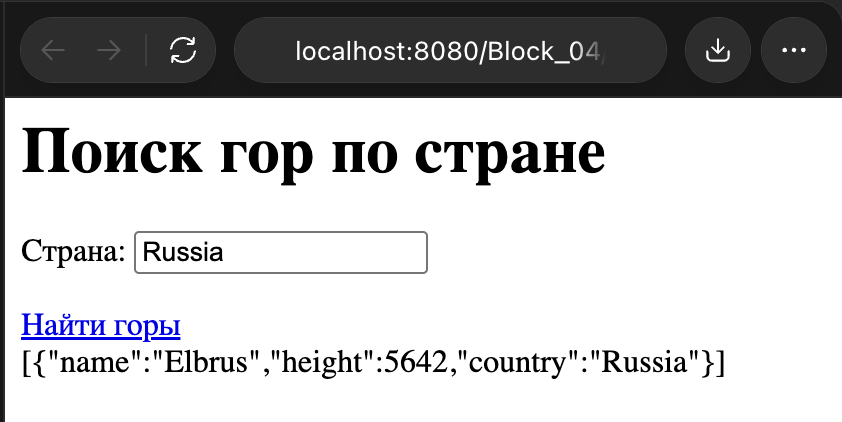 localhost:8080/Block_04/
Поиск гор по стране
Страна: Russia
Найти горы
[{"name":"Elbrus","height":5642,"country":"Russia"}]